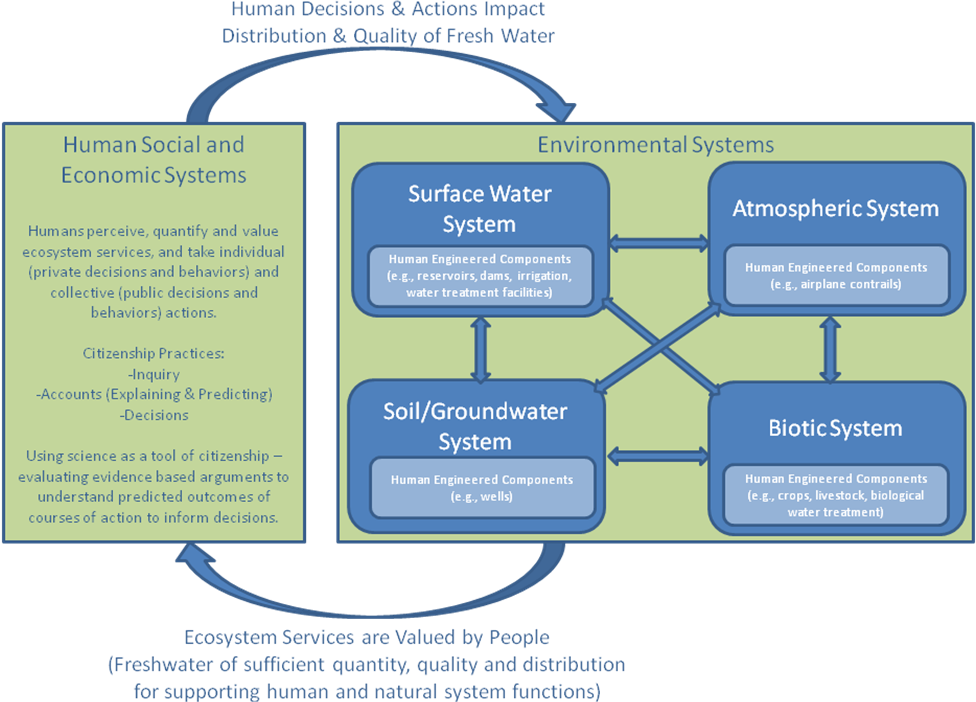 Human Decisions & Actions Impact
Distribution & Quality of Fresh Water
Human Social and
Economic Systems
Humans perceive, quantify and value
ecosystem services, and take individual
(private decisions and behaviors) and
collective (public decisions and
behaviors) actions.
Citizenship Practices:
-Inquiry
-Accounts (Explaining & Predicting)
-Decisions
Using science as a tool of citizenship –
evaluating evidence based arguments to
understand predicted outcomes of
courses of action to inform decisions.
Environmental Systems
Surface Water
System
Human Engineered Components
(e.g., reservoirs, dams, irrigation,
water treatment facilities)
Atmospheric System
Human Engineered Components
(e.g., airplane contrails)
Soil/Groundwater
System
Human Engineered Components
(e.g., wells)
Biotic System
Human Engineered Components
(e.g., crops, livestock, biological
water treatment)
Ecosystem Services are Valued by People
(Freshwater of sufficient quantity, quality and distribution
for supporting human and natural system functions)